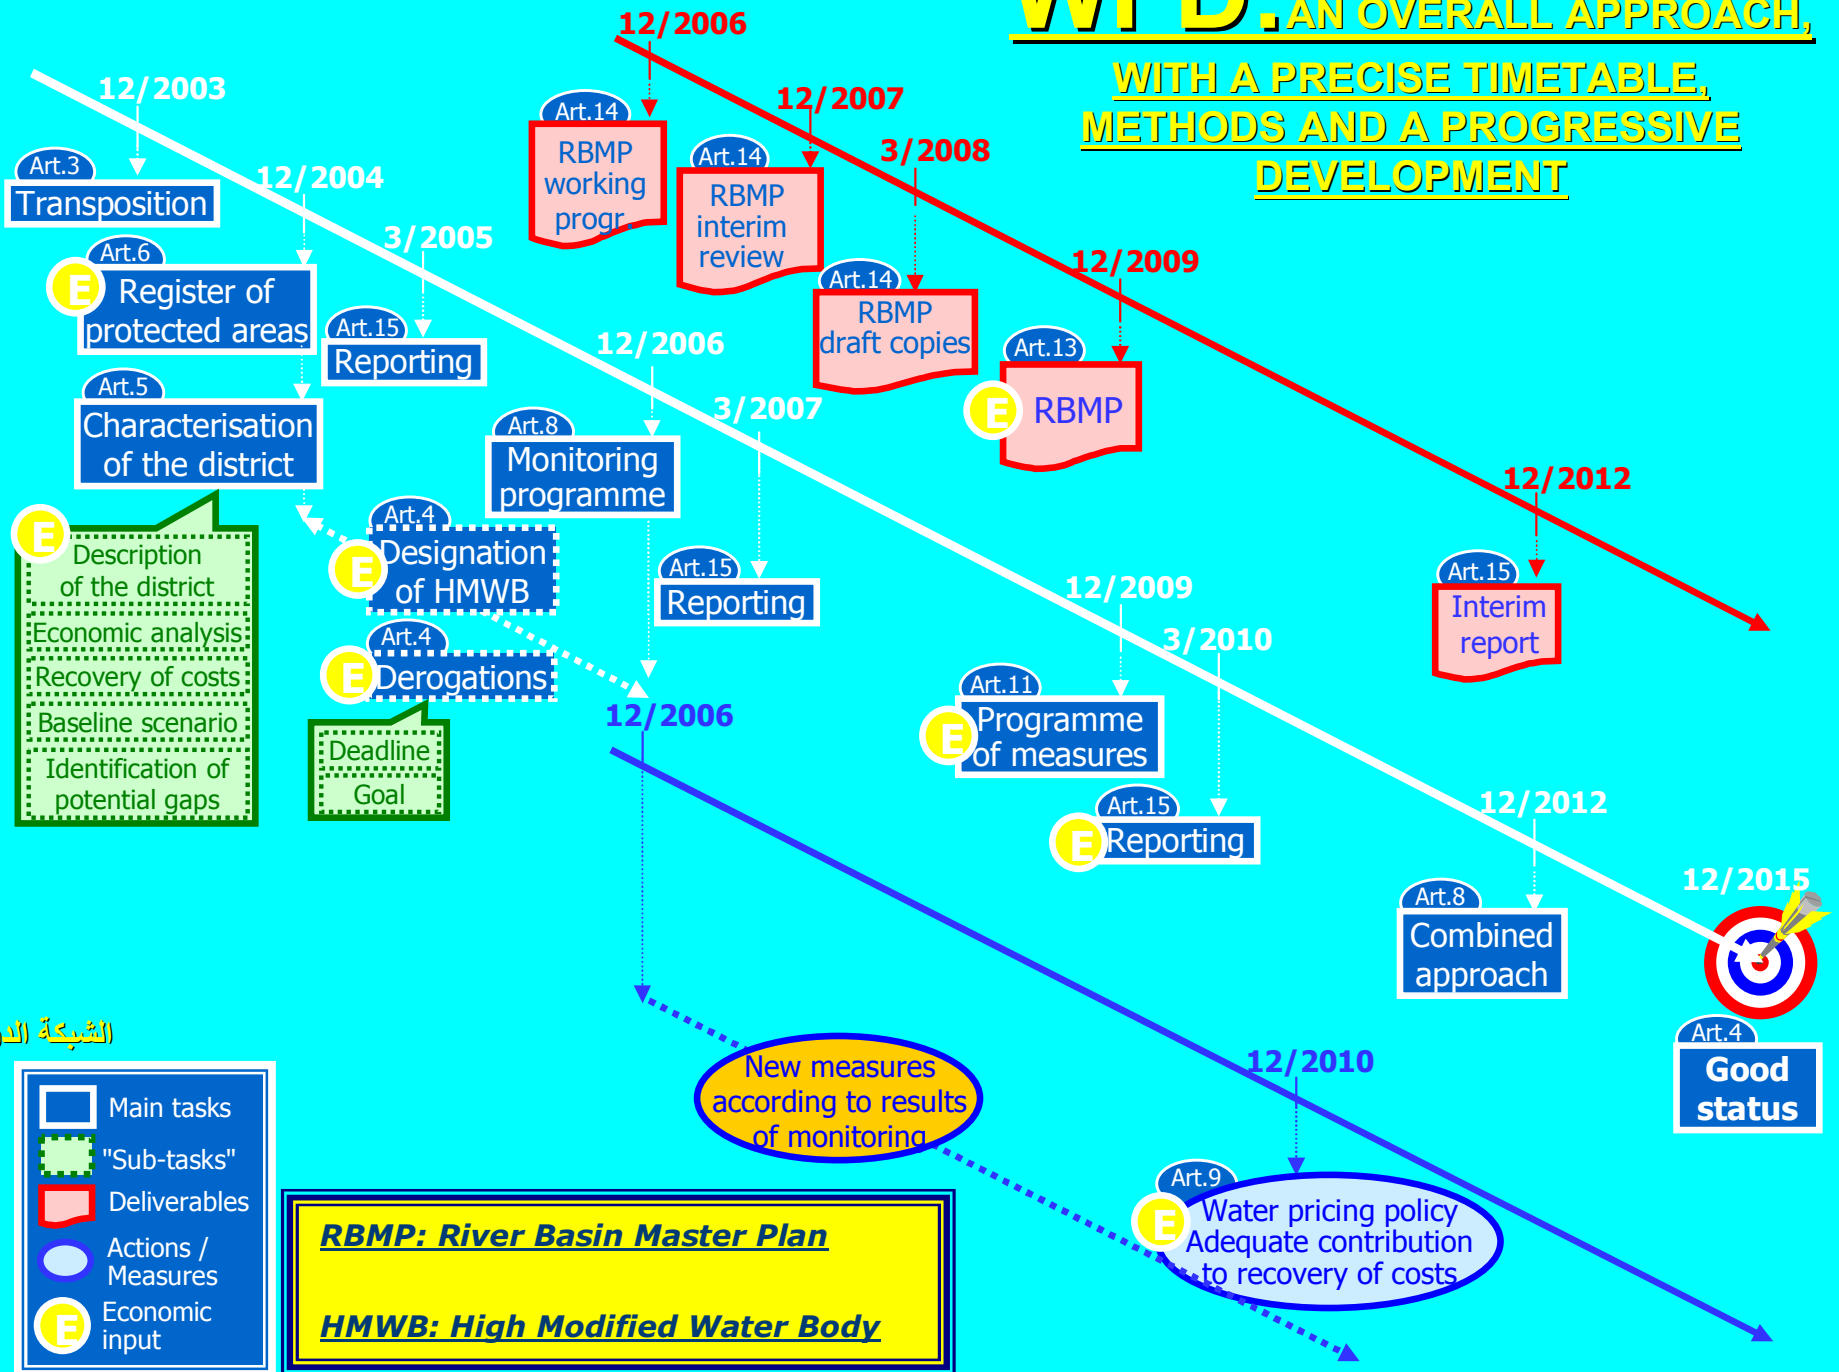 WFD: AN OVERALL APPROACH,
WITH A PRECISE TIMETABLE,
METHODS AND A PROGRESSIVE
DEVELOPMENT
12/2006
12/2003
12/2007
Art.14
RBMP
working
progr.
Art.14
RBMP
interim
review
3/2008
Art.3
Transposition
12/2004
3/2005
Art.6
E
Register of
protected areas
Art.14
RBMP
draft copies
12/2009
Art.15
Reporting
12/2006
Art.13
E
RBMP
Art.5
Characterisation
of the district
3/2007
Art.8
Monitoring
programme
12/2012
E
Description
of the district
Economic analysis
Recovery of costs
Baseline scenario
Identification of
potential gaps
Art.4
E
Designation
of HMWB
Art.15
Reporting
Art.4
E
Derogations
Deadline
Goal
12/2009
3/2010
Art.15
Interim
report
12/2006
Art.11
E
Programme
of measures
Art.15
E
Reporting
12/2012
Art.8
Combined
approach
12/2015
Art.4
Good
status
الشبكة
New measures
according to results
of monitoring
12/2010
Art.9
E
Water pricing policy
Adequate contribution
to recovery of costs
Main tasks
"Sub-tasks"
Deliverables
Actions /
Measures
E
Economic
input
RBMP: River Basin Master Plan
HMWB: High Modified Water Body